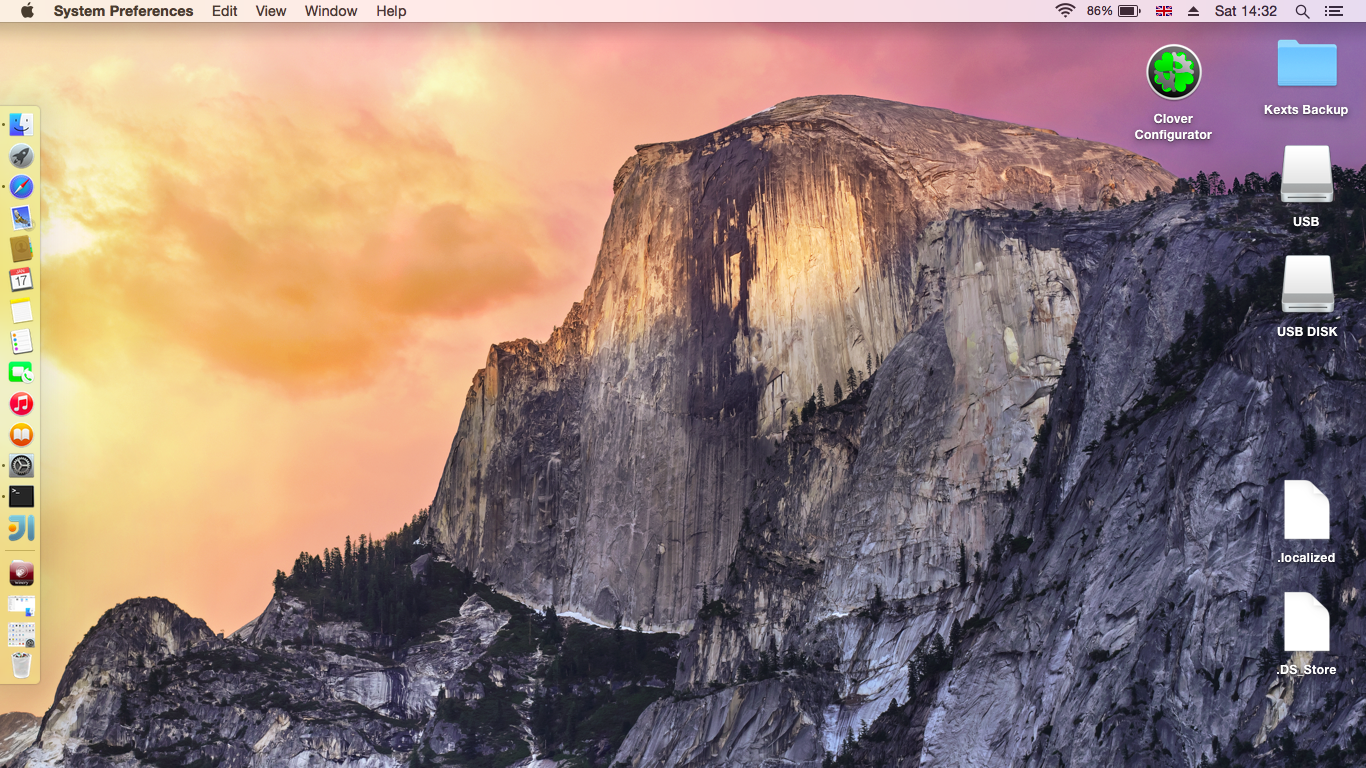 System Preferences Edit View Window Help 86% Sat 14:32
Clover
Configurator
Kexts Backup
USB
USB DISK
.localized
.DS_Store
JAN
17